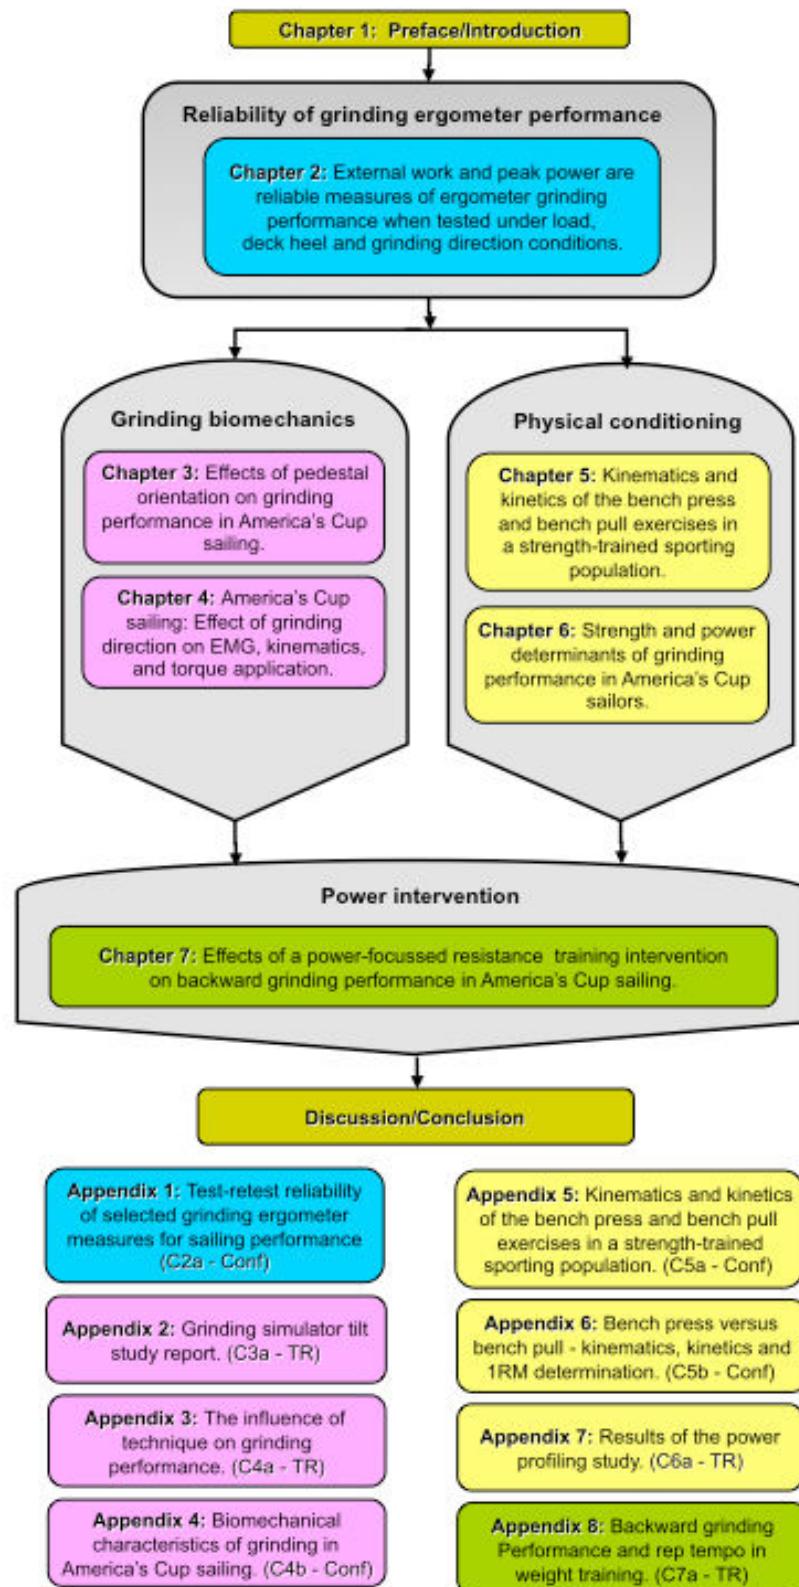 Chapter 1: Preface/Introduction
Reliability of grinding ergometer performance
Chapter 2: External work and peak power are
reliable measures of ergometer grinding
performance when tested under load,
deck heel and grinding direction conditions.
Grinding biomechanics
Chapter 3: Effects of pedestal
orientation on grinding
performance in America's Cup
sailing.
Chapter 4: America's Cup
sailing: Effect of grinding
direction on EMG, kinematics,
and torque application.
Physical conditioning
Chapter 5: Kinematics and
kinetics of the bench press
and bench pull exercises in
a strength-trained sporting
population.
Chapter 6: Strength and power
determinants of grinding
performance in America's Cup
sailors.
Power intervention
Chapter 7: Effects of a power-focussed resistance training intervention
on backward grinding performance in America's Cup sailing.
Discussion/Conclusion
Appendix 1: Test-retest reliability
of selected grinding ergometer
measures for sailing performance
(C2a - Conf)
Appendix 2: Grinding simulator tilt
study report. (C3a - TR)
Appendix 3: The influence of
technique on grinding
performance. (C4a - TR)
Appendix 4: Biomechanical
characteristics of grinding in
America's Cup sailing. (C4b - Conf)
Appendix 5: Kinematics and kinetics
of the bench press and bench pull
exercises in a strength-trained
sporting population. (C5a - Conf)
Appendix 6: Bench press versus
bench pull - kinematics, kinetics and
1RM determination. (C5b - Conf)
Appendix 7: Results of the power
profiling study. (C6a - TR)
Appendix 8: Backward grinding
Performance and rep tempo in
weight training. (C7a - TR)